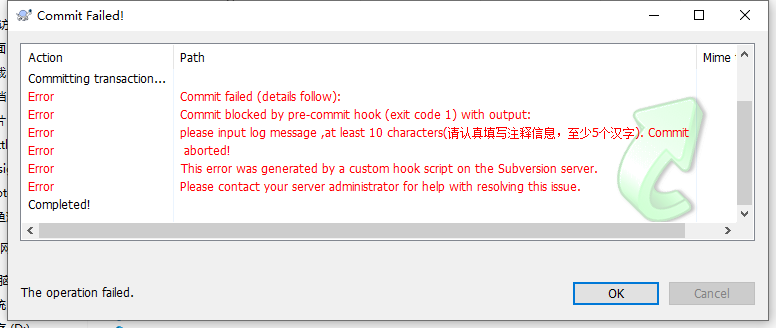 Commit Failed!
Action Path Mime
Committing transaction...
Error Commit failed (details follow):
Error Commit blocked by pre-commit hook (exit code 1) with output:
Error please input log message ,at least 10 characters(请认真填写注释信息，至少5个汉字). Commit
Error aborted!
Error This error was generated by a custom hook script on the Subversion server.
Error Please contact your server administrator for help with resolving this issue.
Completed!
The operation failed.
OK Cancel